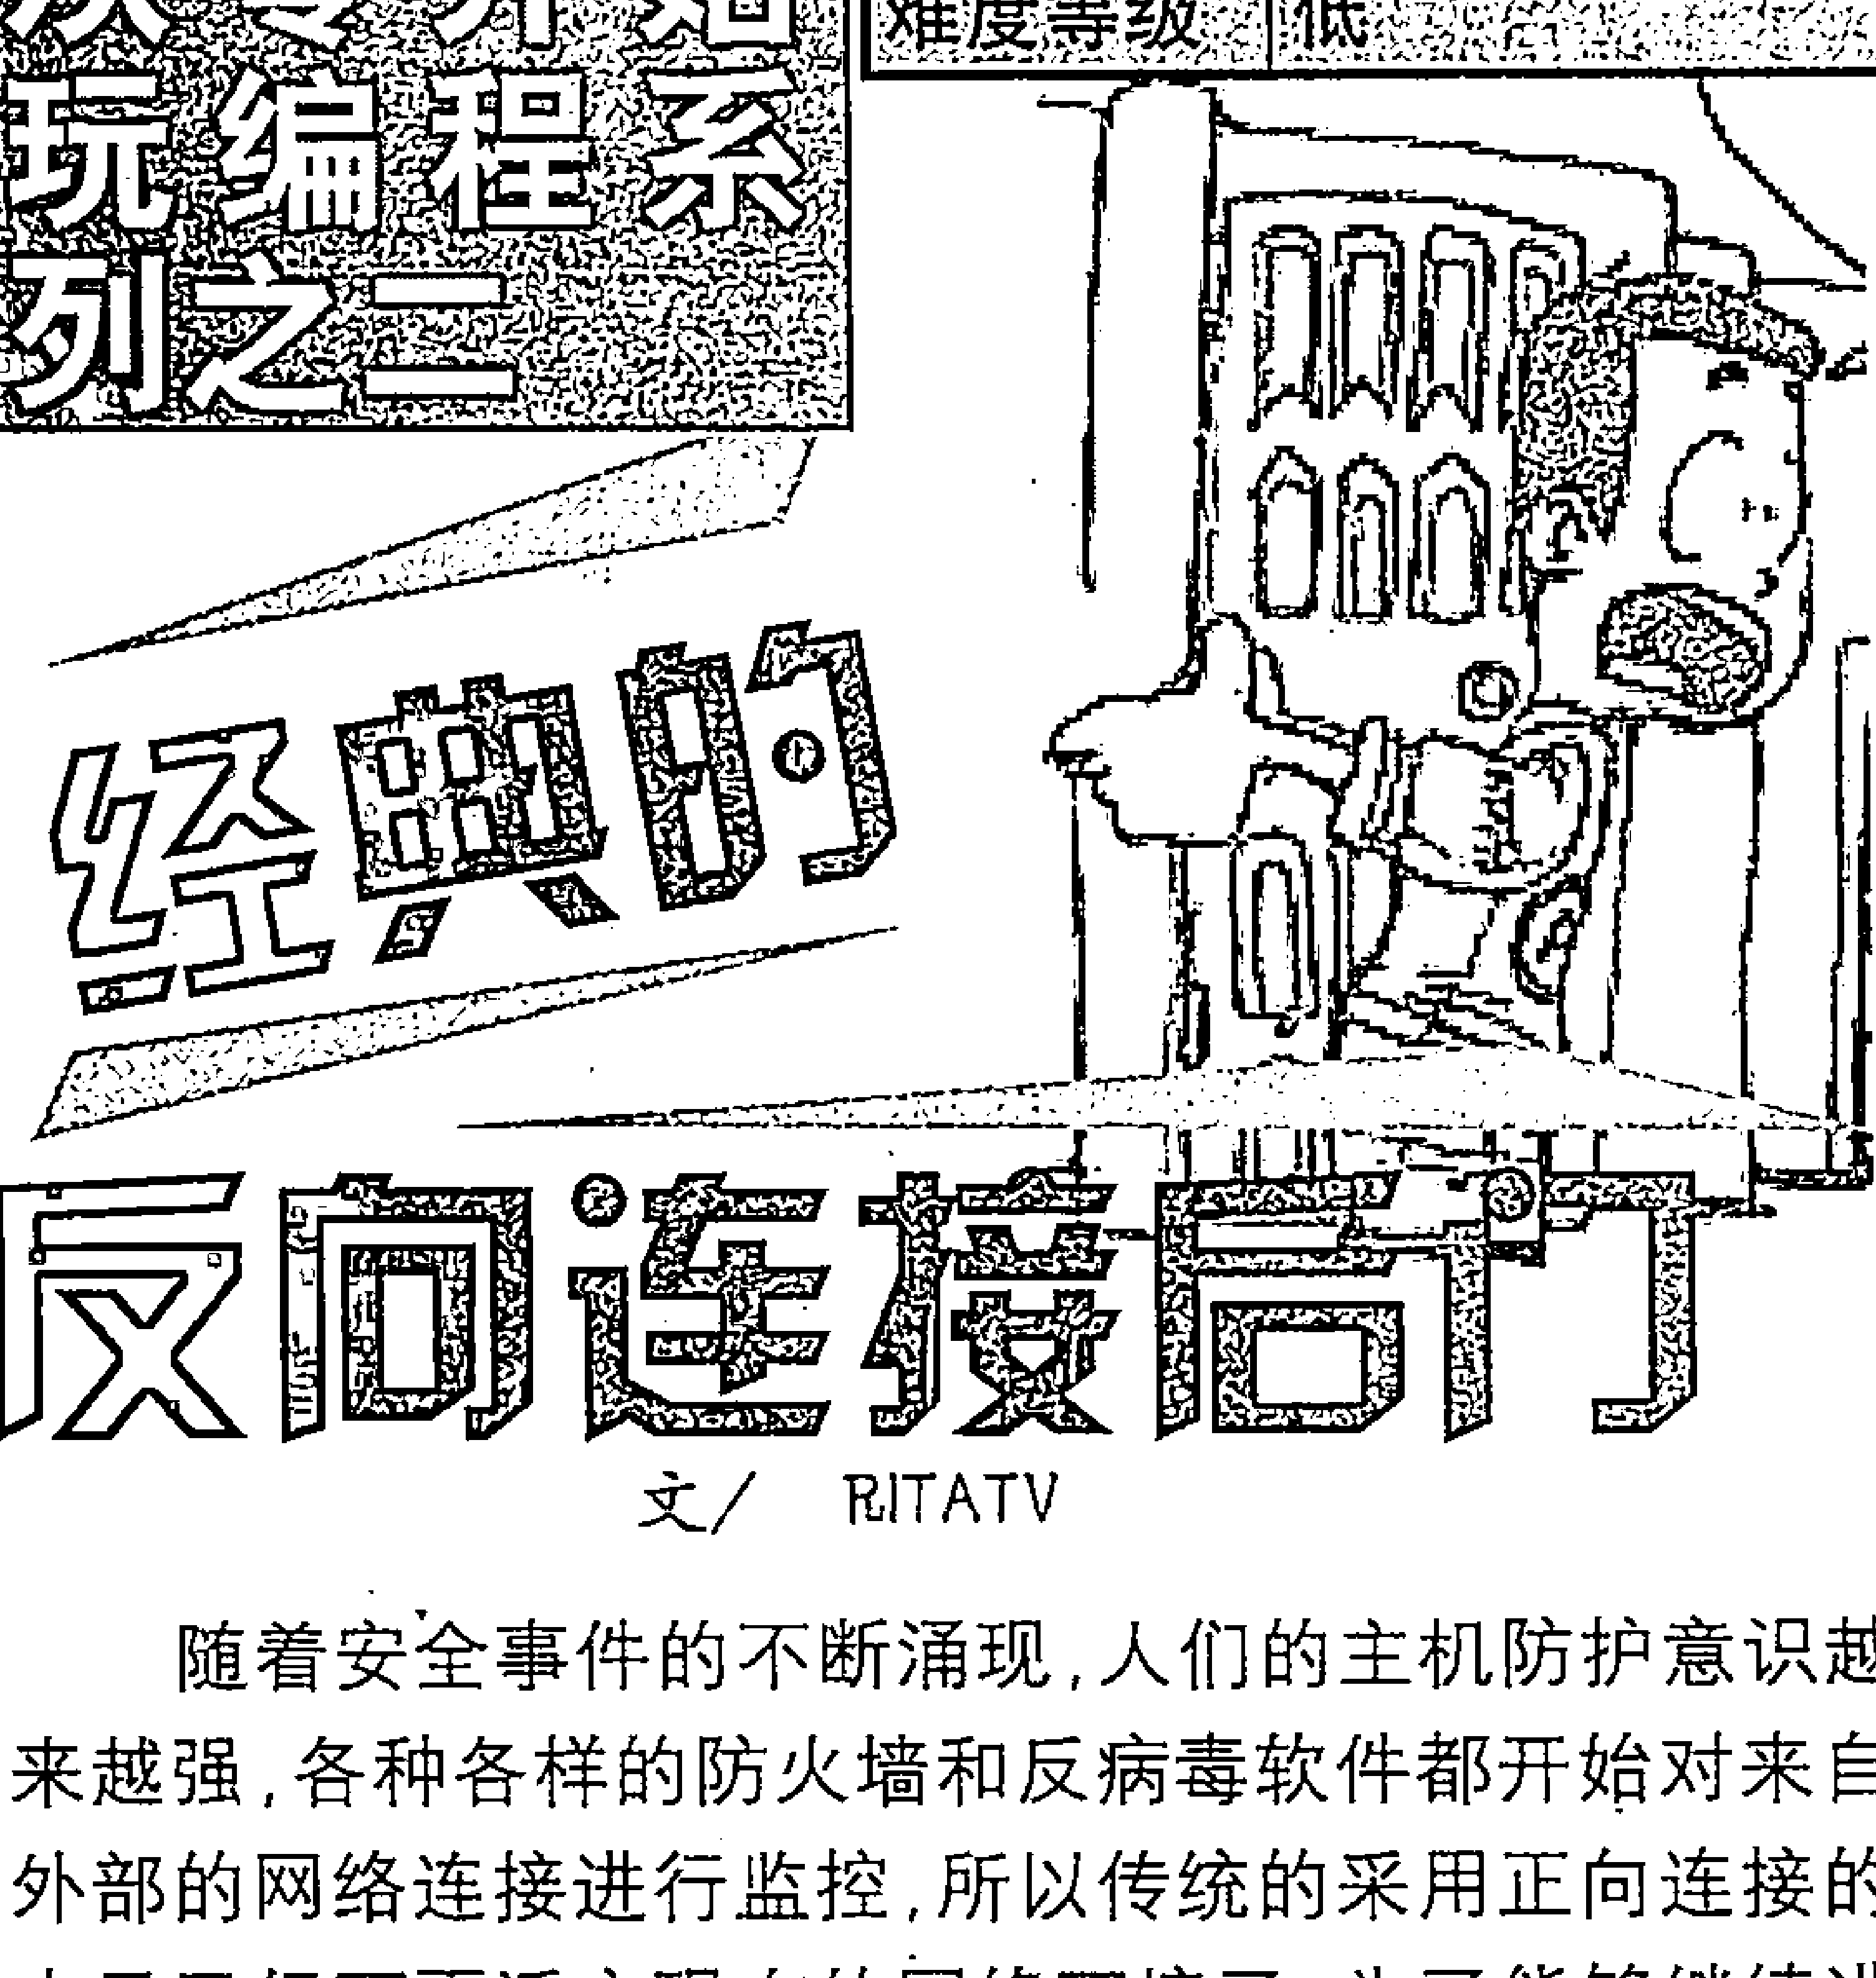 难度等级 低
玩编程系
列之二
经典的
反向连接后门
文/ RITATV
随着安全事件的不断涌现,人们的主机防护意识越
来越强,各种各样的防火墙和反病毒软件都开始对来自
外部的网络连接进行监控,所以传统的采用正向连接的